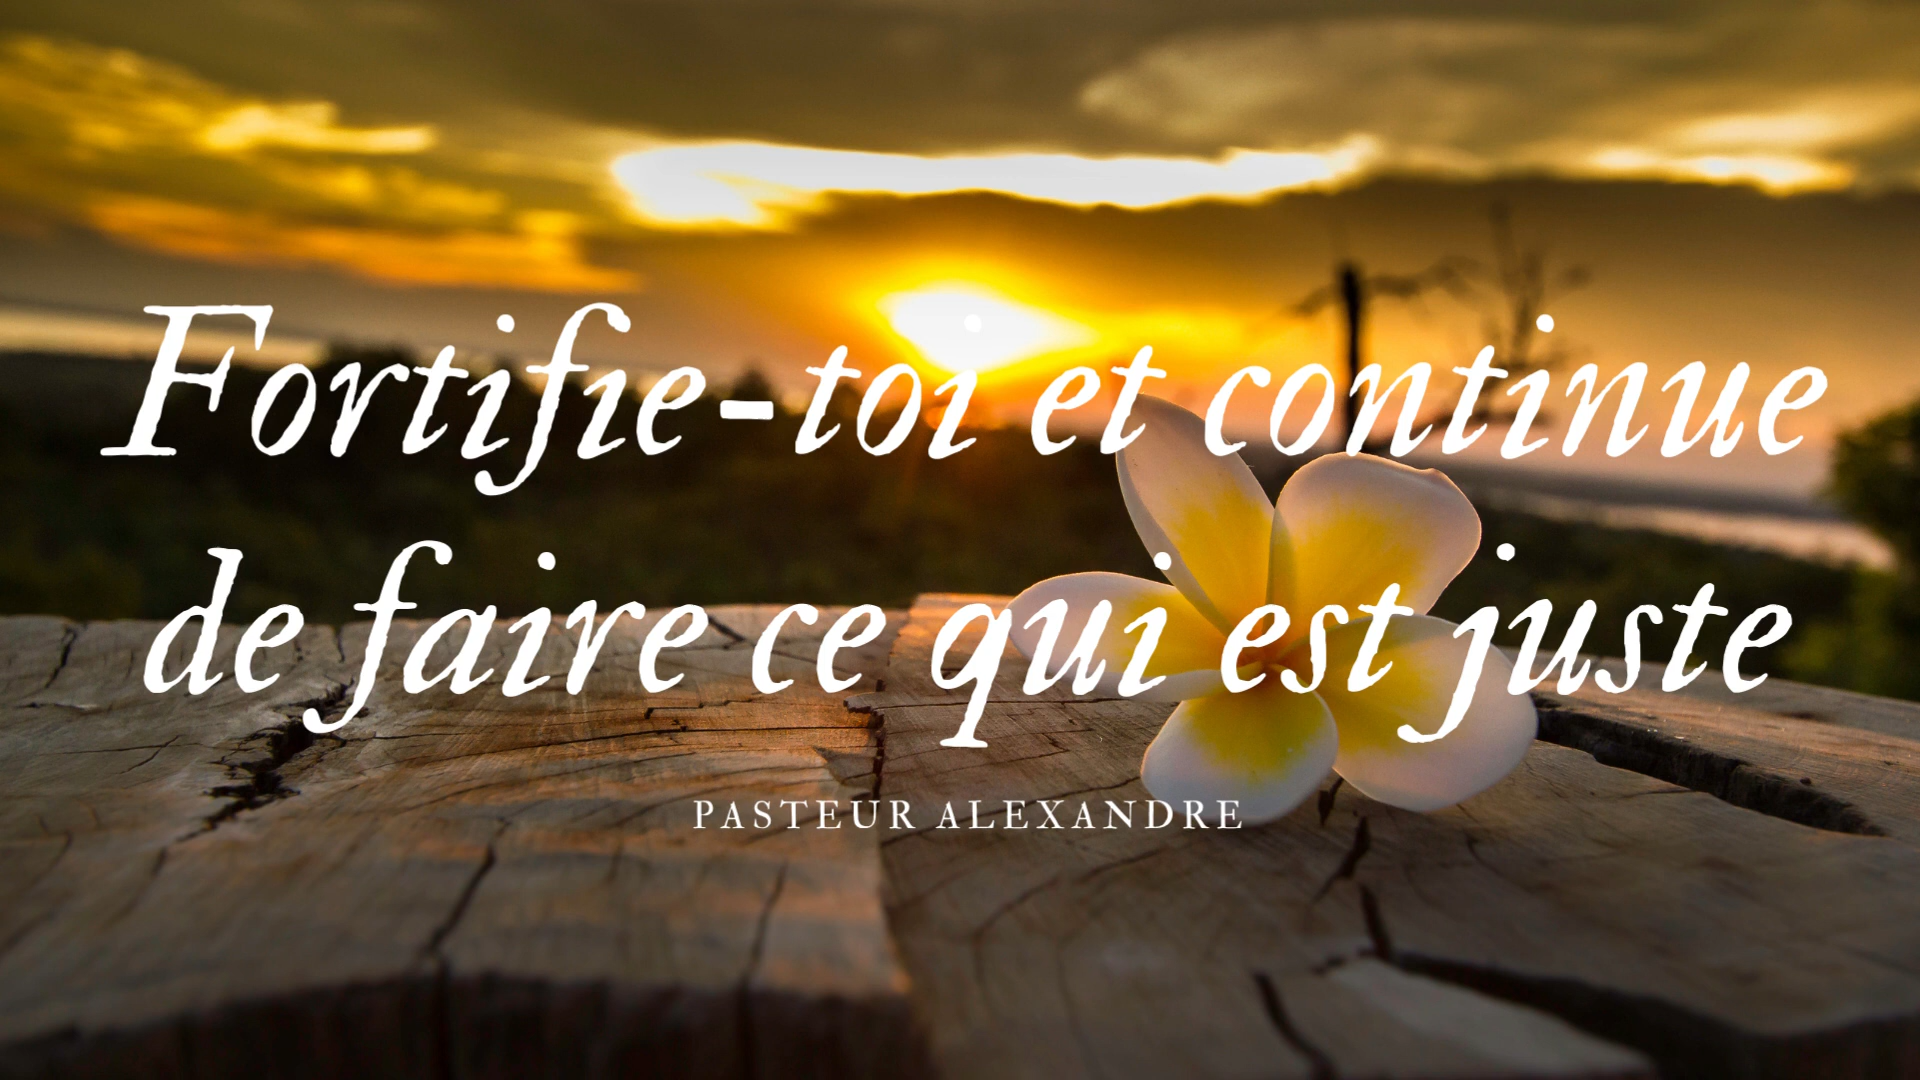 Fortifie-toi et continue
de faire ce qui est juste
PASTEUR ALEXANDRE